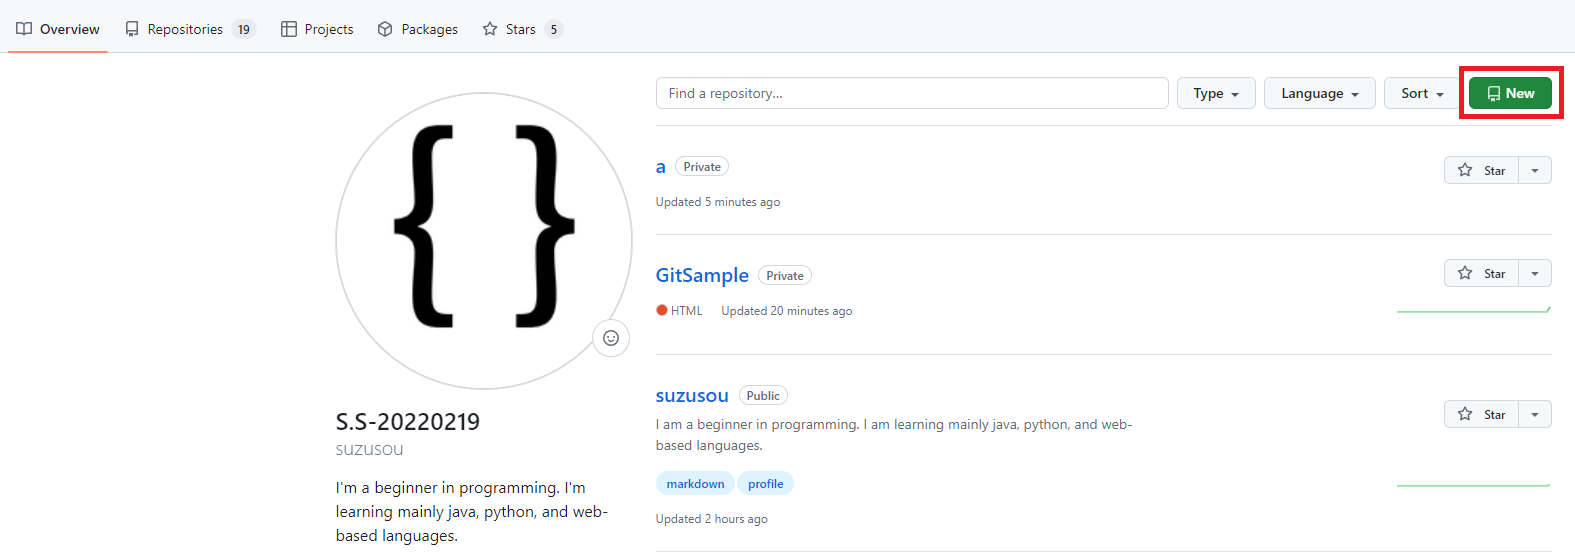 Overview Repositories 19 Projects Packages Stars 5
Find a repository... Type Language Sort New
a Private Star
Updated 5 minutes ago
GitSample Private Star
HTML Updated 20 minutes ago
suzusou Public Star
I am a beginner in programming. I am learning mainly java, python, and web-
based languages.
markdown profile
Updated 2 hours ago
{ }
S.S-20220219
suzusou
I'm a beginner in programming. I'm
learning mainly java, python, and web-
based languages.